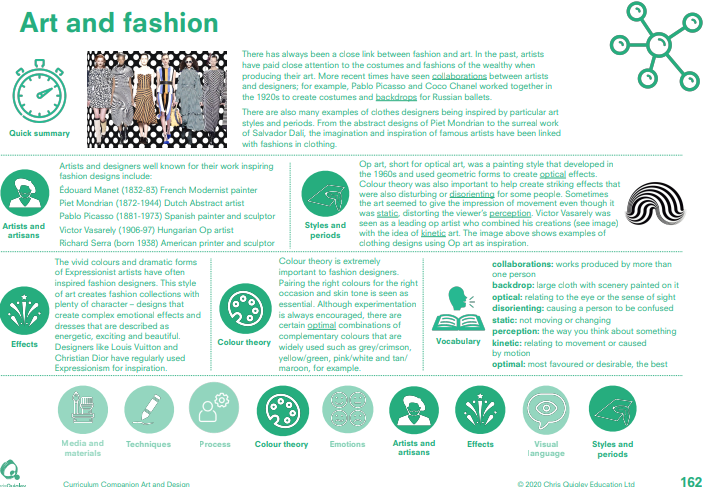 Art and fashion
Quick summary
There has always been a close link between fashion and art. In the past, artists
have paid close attention to the costumes and fashions of the wealthy when
producing their art. More recent times have seen collaborations between artists
and designers; for example, Pablo Picasso and Coco Chanel worked together in
the 1920s to create costumes and backdrops for Russian ballets.
There are also many examples of clothes designers being inspired by particular art
styles and periods. From the abstract designs of Piet Mondrian to the surreal work
of Salvador Dalí, the imagination and inspiration of famous artists have been linked
with fashions in clothing.
Artists and
artisans
Artists and designers well known for their work inspiring
fashion designs include:
Édouard Manet (1832-83) French Modernist painter
Piet Mondrian (1872-1944) Dutch Abstract artist
Pablo Picasso (1881-1973) Spanish painter and sculptor
Victor Vasarely (1906-97) Hungarian Op artist
Richard Serra (born 1938) American printer and sculptor
Styles and
periods
Op art, short for optical art, was a painting style that developed in
the 1960s and used geometric forms to create optical effects.
Colour theory was also important to help create striking effects that
were also disturbing or disorienting for some people. Sometimes
the art seemed to give the impression of movement even though it
was static, distorting the viewer's perception. Victor Vasarely was
seen as a leading op artist who combined his creations (see image)
with the idea of kinetic art. The image above shows examples of
clothing designs using Op art as inspiration.
Effects
The vivid colours and dramatic forms
of Expressionist artists have often
inspired fashion designers. This style
of art creates fashion collections with
plenty of character – designs that
create complex emotional effects and
dresses that are described as
energetic, exciting and beautiful.
Designers like Louis Vuitton and
Christian Dior have regularly used
Expressionism for inspiration.
Colour theory
Colour theory is extremely
important to fashion designers.
Pairing the right colours for the right
occasion and skin tone is seen as
essential. Although experimentation
is always encouraged, there are
certain optimal combinations of
complementary colours that are
widely used such as grey/crimson,
yellow/green, pink/white and tan/
maroon, for example.
Vocabulary
collaborations: works produced by more than
one person
backdrop: large cloth with scenery painted on it
optical: relating to the eye or the sense of sight
disorienting: causing a person to be confused
static: not moving or changing
perception: the way you think about something
kinetic: relating to movement or caused
by motion
optimal: most favoured or desirable, the best
Media and
materials
Techniques
Process
Colour theory
Emotions
Artists and
artisans
Effects
Visual
language
Styles and
periods
Curriculum Companion Art and Design
© 2020 Chris Quigley Education Ltd
162